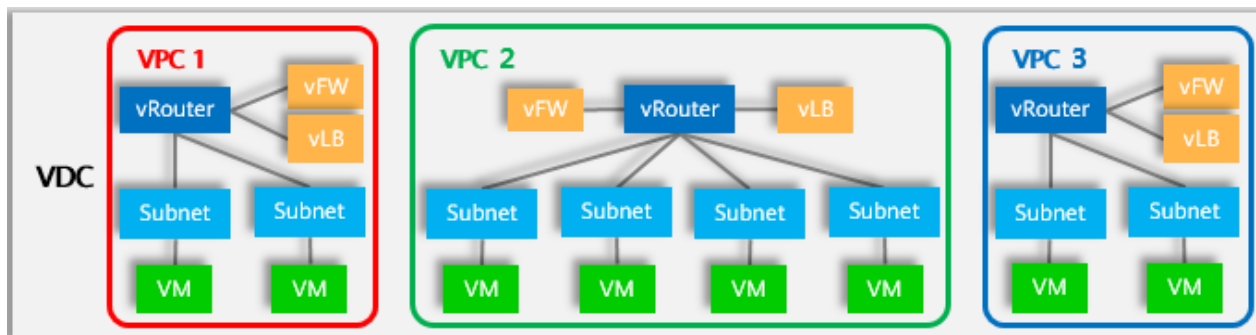 VDC
VPC 1
vRouter
vFW
vLB
Subnet
Subnet
VM
VM
VPC 2
vFW
vRouter
vLB
Subnet
Subnet
Subnet
Subnet
VM
VM
VM
VM
VPC 3
vRouter
vFW
vLB
Subnet
Subnet
VM
VM